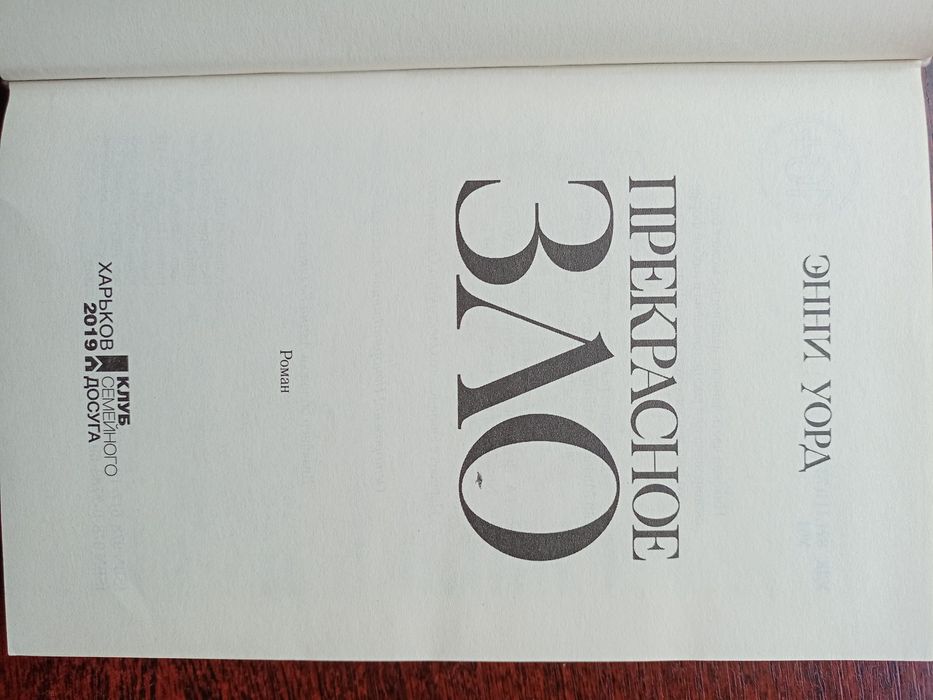 ЭННИ УОРД
ПРЕКРАСНОЕ
ЗЛО
Роман
ХАРЬКОВ
2019
КЛУБ
СЕМЕЙНОГО
ДОСУГА